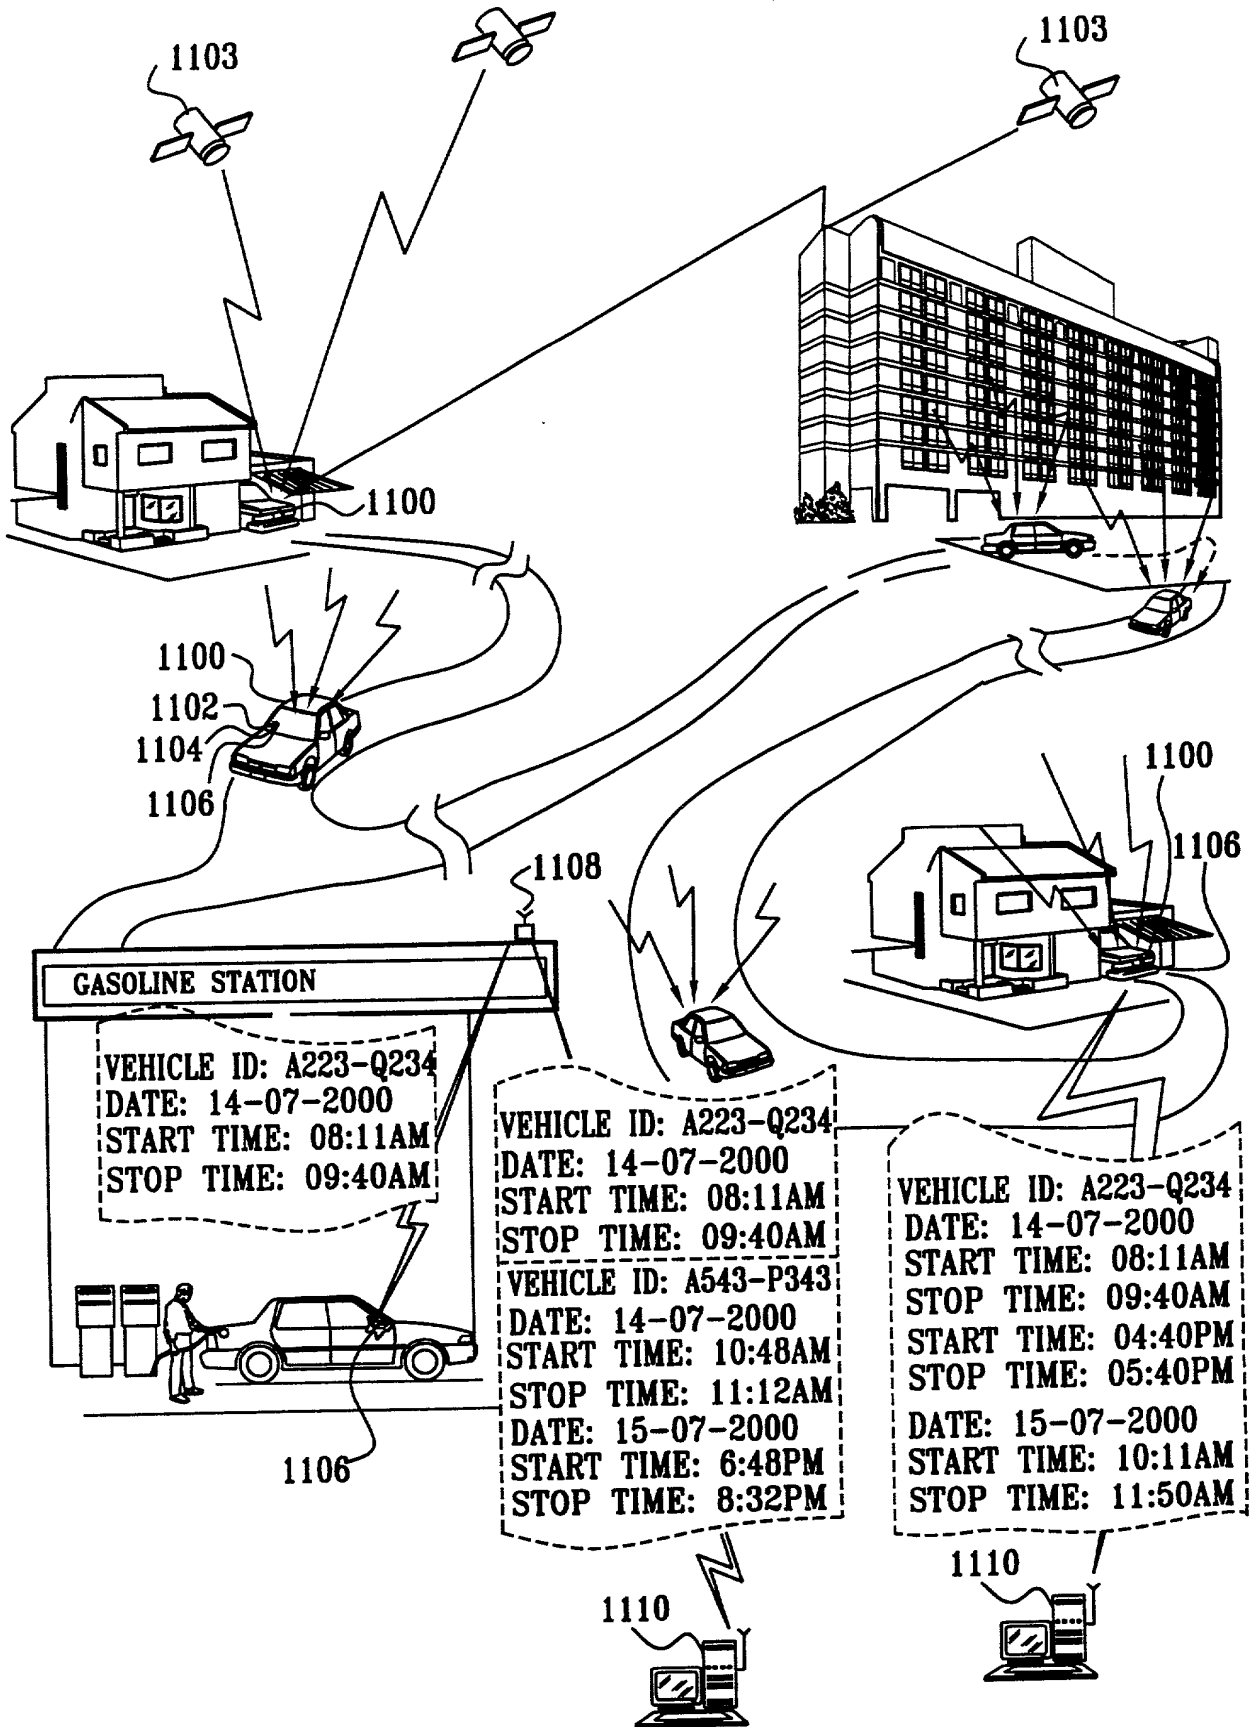 1103
1103
1100
1100
1102
1104
1106
1100
1106
1108
GASOLINE STATION
VEHICLE ID: A223-Q234
DATE: 14-07-2000
START TIME: 08:11AM
STOP TIME: 09:40AM
VEHICLE ID: A223-Q234
DATE: 14-07-2000
START TIME: 08:11AM
STOP TIME: 09:40AM
VEHICLE ID: A543-P343
DATE: 14-07-2000
START TIME: 10:48AM
STOP TIME: 11:12AM
DATE: 15-07-2000
START TIME: 6:48PM
STOP TIME: 8:32PM
VEHICLE ID: A223-Q234
DATE: 14-07-2000
START TIME: 08:11AM
STOP TIME: 09:40AM
START TIME: 04:40PM
STOP TIME: 05:40PM
DATE: 15-07-2000
START TIME: 10:11AM
STOP TIME: 11:50AM
1106
1110
1110